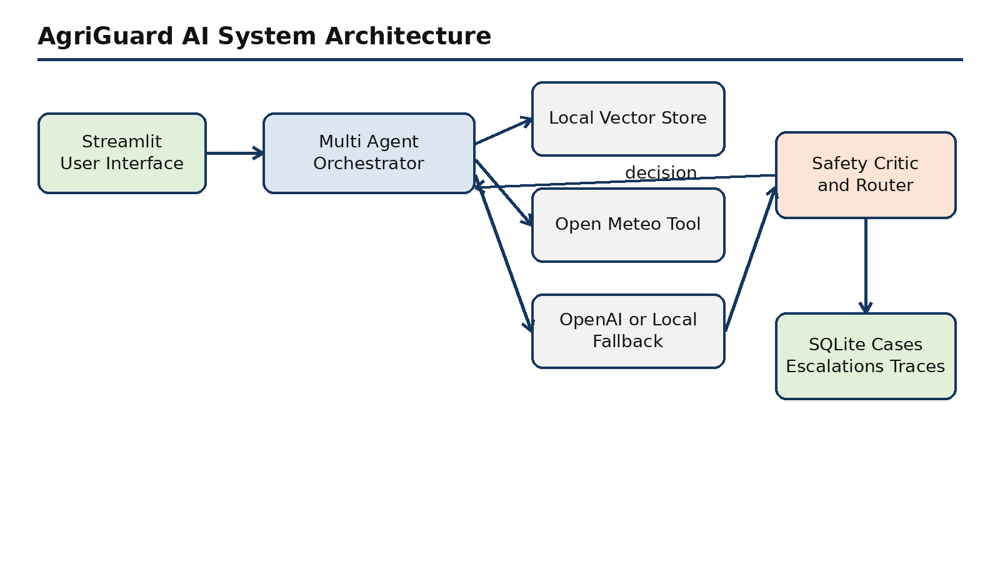 AgriGuard AI System Architecture
Streamlit
User Interface
Multi Agent
Orchestrator
Local Vector Store
decision
Open Meteo Tool
OpenAI or Local
Fallback
Safety Critic
and Router
SQLite Cases
Escalations Traces